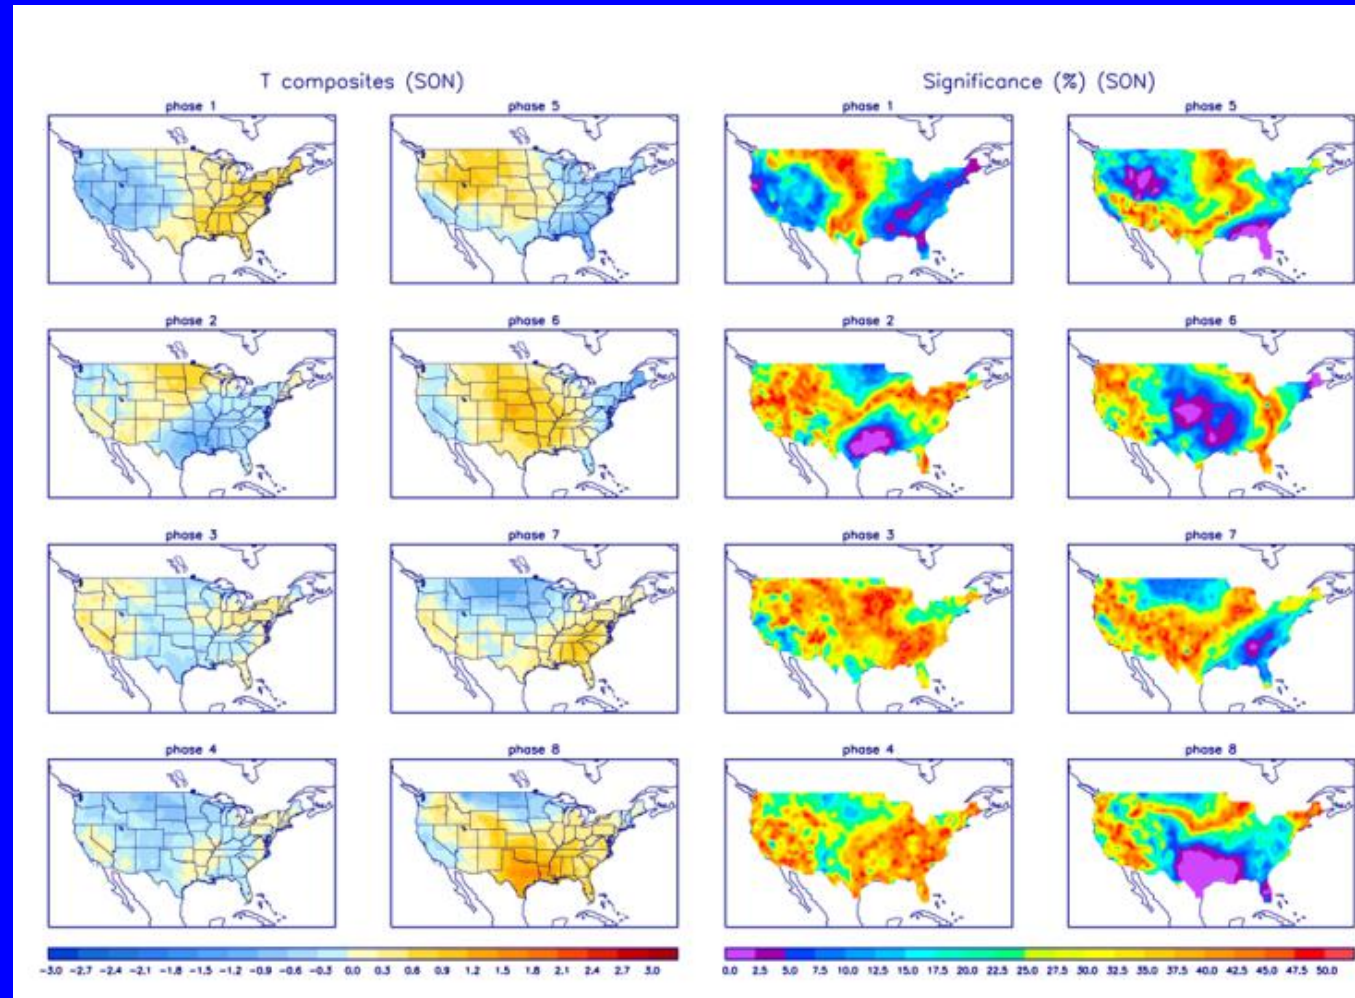 T composites (SON)
Significance (%) (SON)
phase 1
phase 5
phase 1
phase 5
phase 2
phase 6
phase 2
phase 6
phase 3
phase 7
phase 3
phase 7
phase 4
phase 8
phase 4
phase 8
-3.0 -2.7 -2.4 -2.1 -1.8 -1.5 -1.2 -0.9 -0.6 -0.3 0.0 0.3 0.6 0.9 1.2 1.5 1.8 2.1 2.4 2.7 3.0
0.0 2.5 5.0 7.5 10.0 12.5 15.0 17.5 20.0 22.5 25.0 27.5 30.0 32.5 35.0 37.5 40.0 42.5 45.0 47.5 50.0